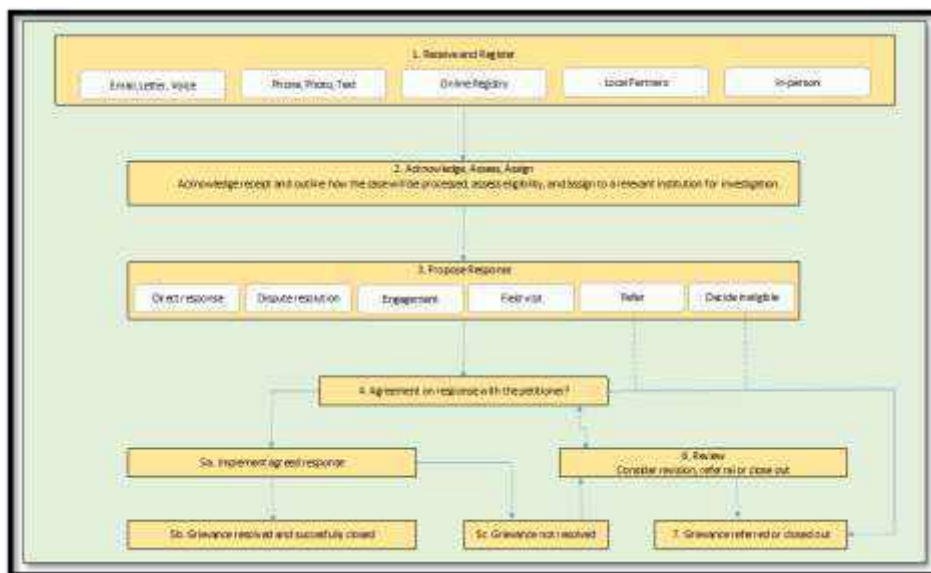 1. Receive and Register
Email, Letter, Voice
Phone, Photo, Text
Online Registry
Local Partners
In-person
2. Acknowledge, Assess, Assign
Acknowledge receipt and outline how the case will be processed, assess eligibility, and assign to a relevant institution for investigation
3. Propose Response
Direct response
Dispute resolution
Engagement
Field visit
Refer
Decide ineligible
4. Agreement on response with the petitioner?
5a. Implement agreed response
6. Review
Consider revision, referral or close out
5b. Grievance resolved and succesfully closed
5c. Grievance not resolved
7. Grievance referred or closed out